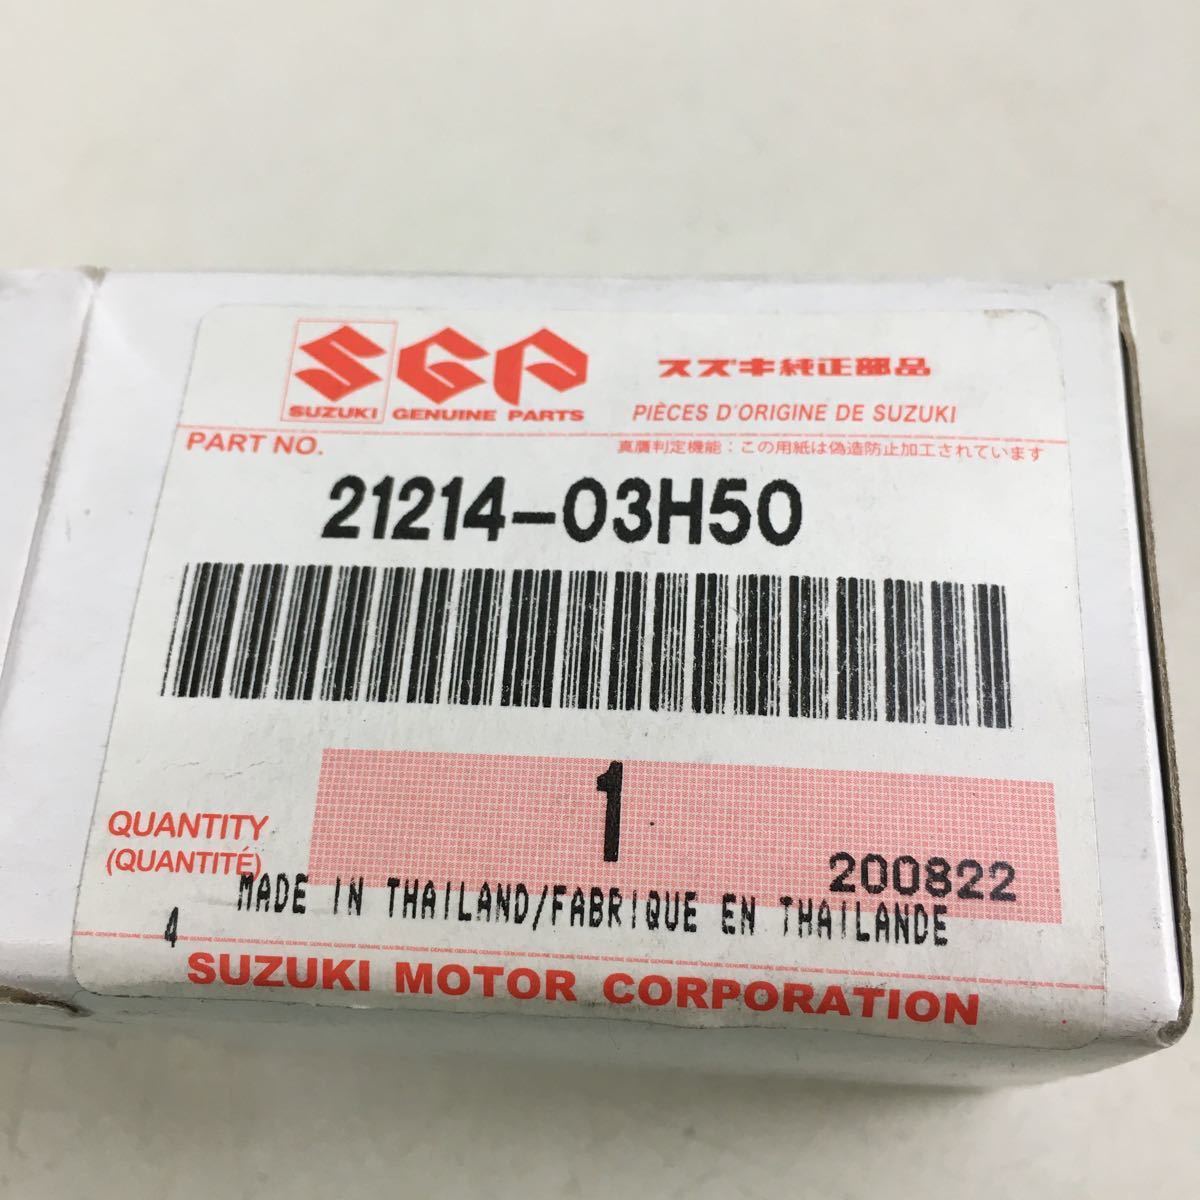 SGP
スズキ純正部品
SUZUKI GENUINE PARTS
PIÈCES D'ORIGINE DE SUZUKI
PART NO.
真贋判定機能:この用紙は偽造防止加工されています
21214-03H50
1
QUANTITY
(QUANTITÉ)
200822
MADE IN THAILAND/FABRIQUE EN THAILANDE
4
SUZUKI MOTOR CORPORATION